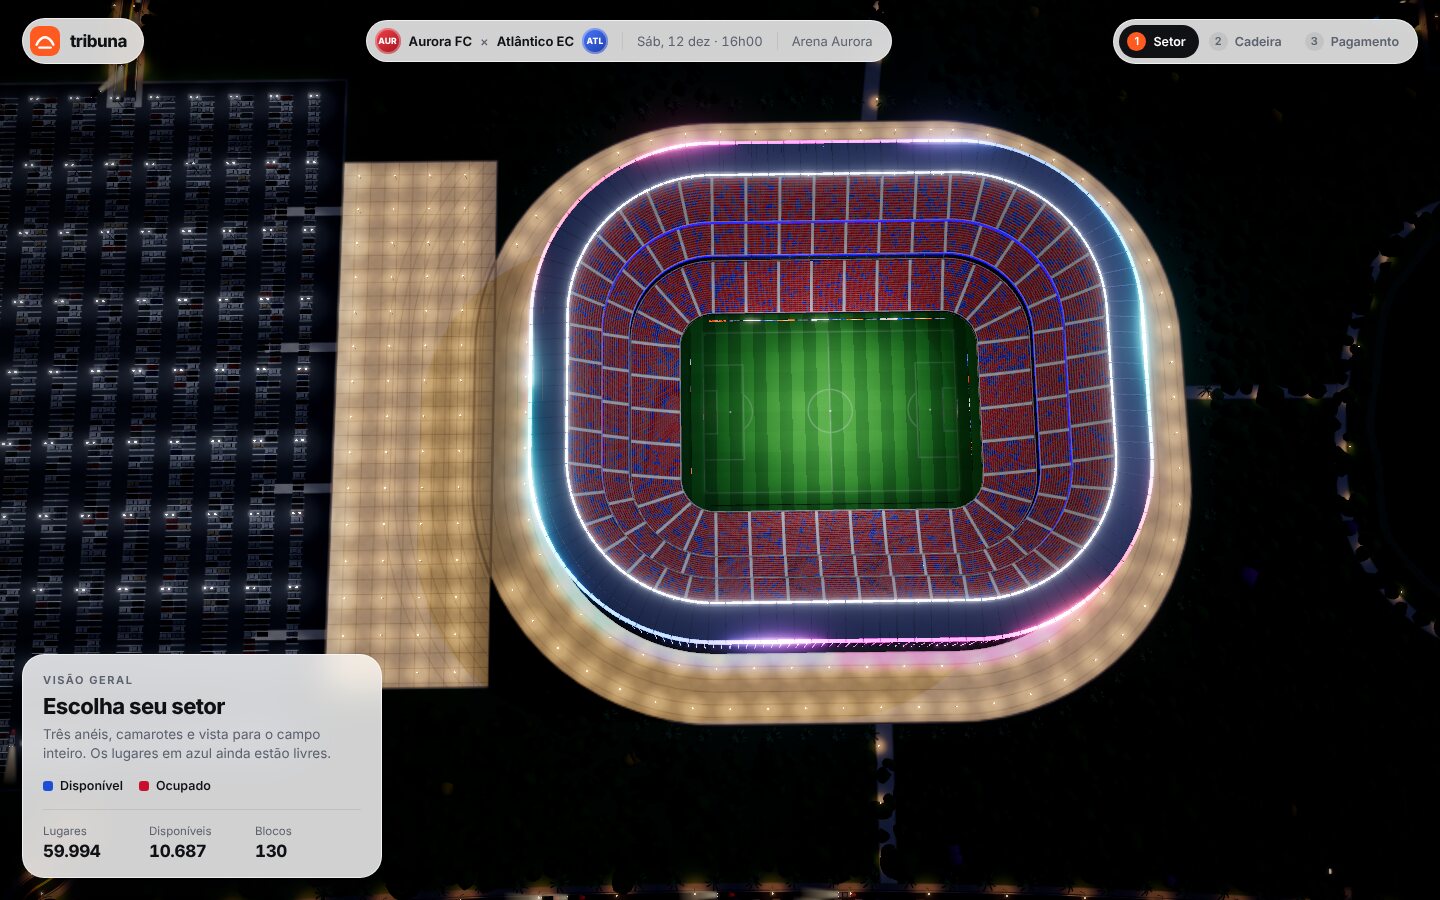 tribuna
AUR Aurora FC × Atlântico EC ATL Sáb, 12 dez · 16h00 Arena Aurora
1 Setor 2 Cadeira 3 Pagamento
VISÃO GERAL
Escolha seu setor
Três anéis, camarotes e vista para o campo
inteiro. Os lugares em azul ainda estão livres.
Disponível Ocupado
Lugares Disponíveis Blocos
59.994 10.687 130